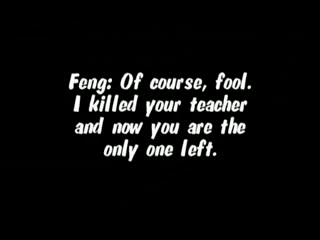 Feng: Of course, fool.
I killed your teacher
and now you are the
only one left.